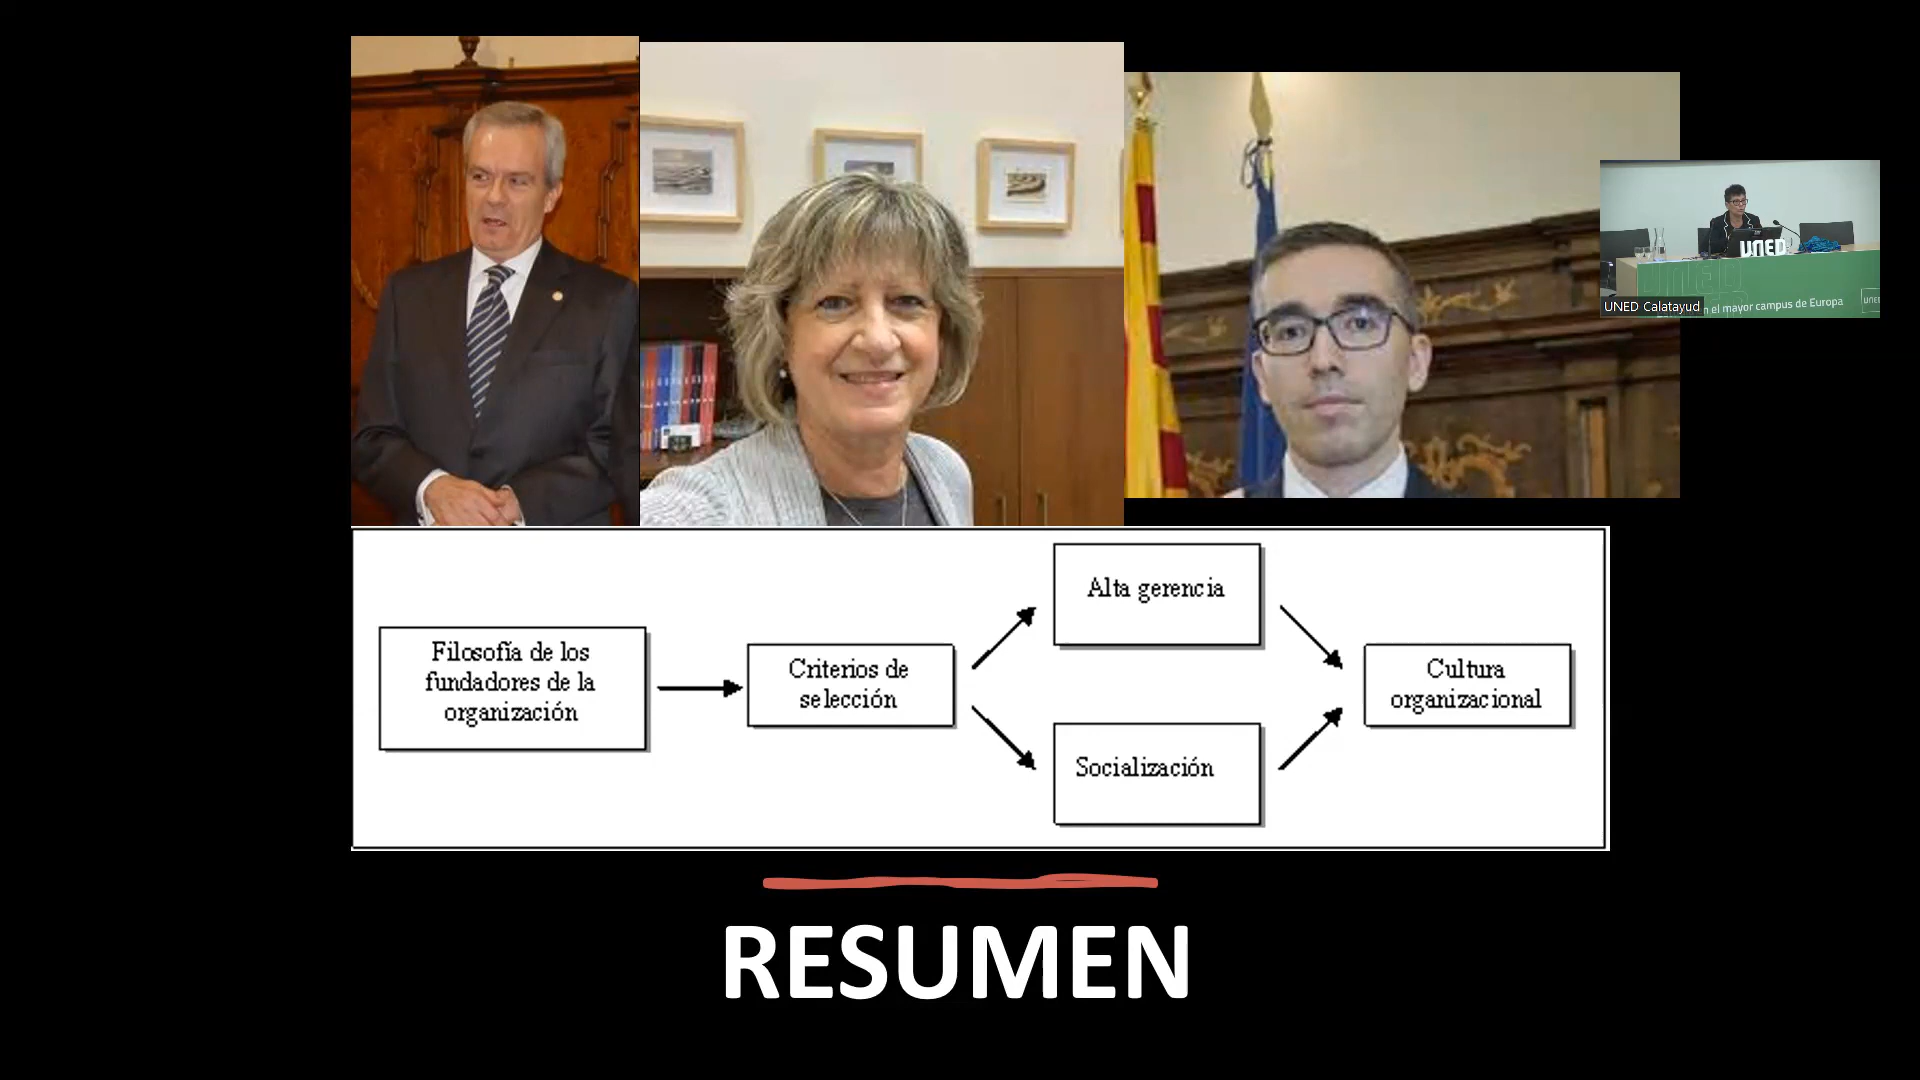 UNED
UNED Calatayud
n el mayor campus de Europa
Alta gerencia
Filosofía de los
fundadores de la
organización
Criterios de
selección
Cultura
organizacional
Socialización
RESUMEN